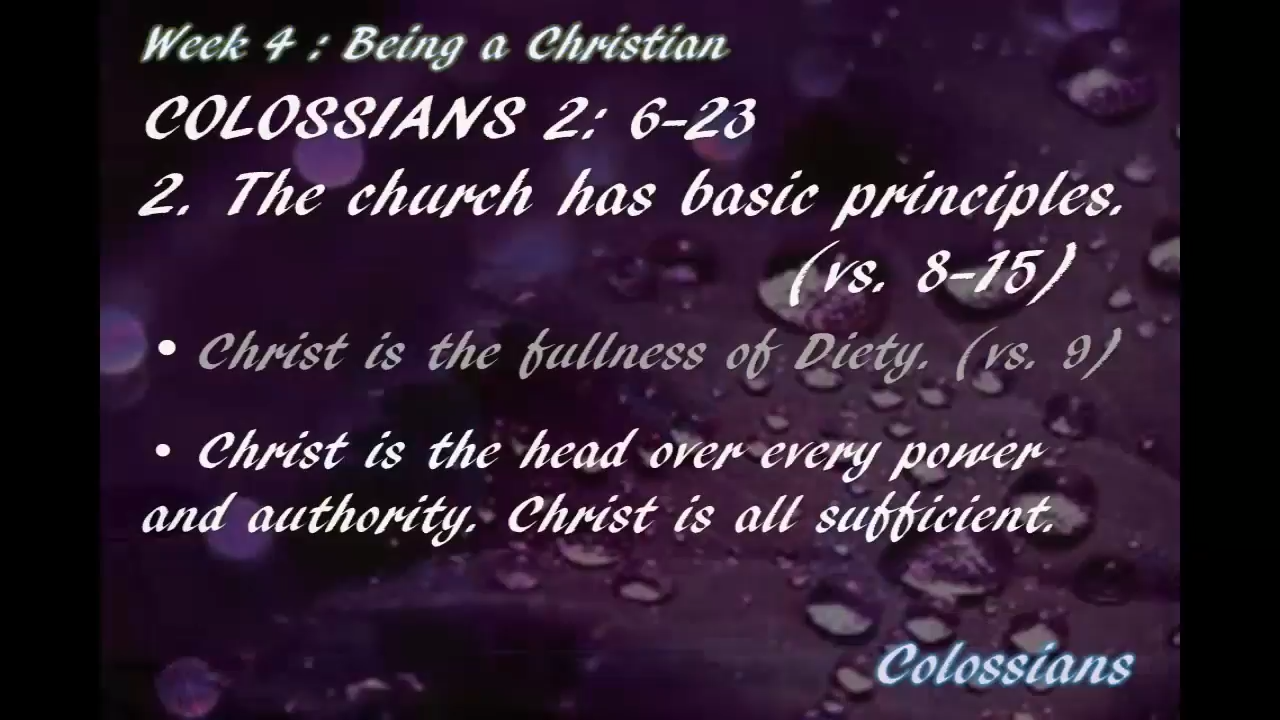 Week 4 : Being a Christian
COLOSSIANS 2: 6-23
2. The church has basic principles.
(vs. 8-15)
• Christ is the fullness of Diety. (vs. 9)
• Christ is the head over every power
and authority. Christ is all sufficient.
Colossians